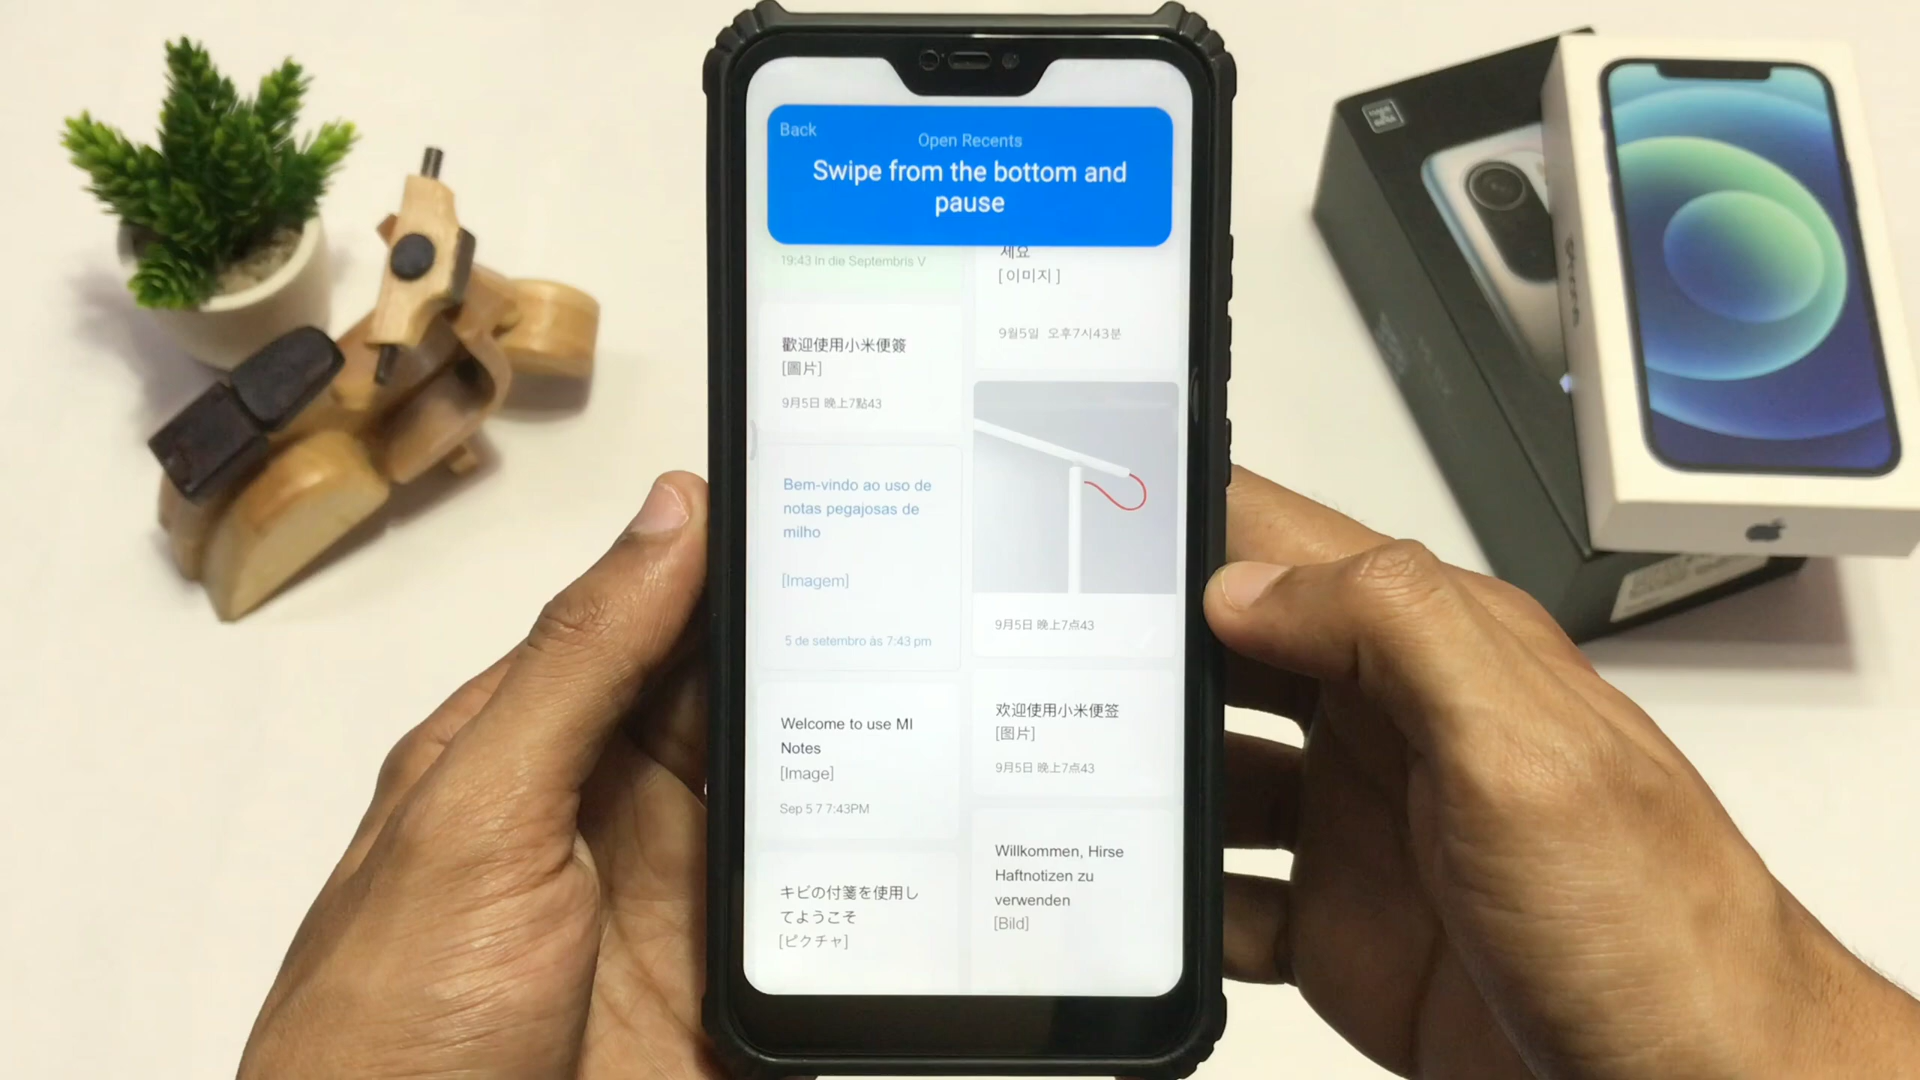 Back
Open Recents
Swipe from the bottom and
pause
19:43 in die Septembris V
歡迎使用小米便簽
[圖片]
9月5日 晚上7點43
Bem-vindo ao uso de
notas pegajosas de
milho
[Imagem]
5 de setembro às 7:43 pm
Welcome to use MI
Notes
[Image]
Sep 5 7 7:43PM
キビの付箋を使用し
てようこそ
[ピクチャ]
세요
[이미지]
9월5일 오후7시43분
9月5日 晚上7点43
欢迎使用小米便签
[图片]
9月5日 晚上7点43
Willkommen, Hirse
Haftnotizen zu
verwenden
[Bild]